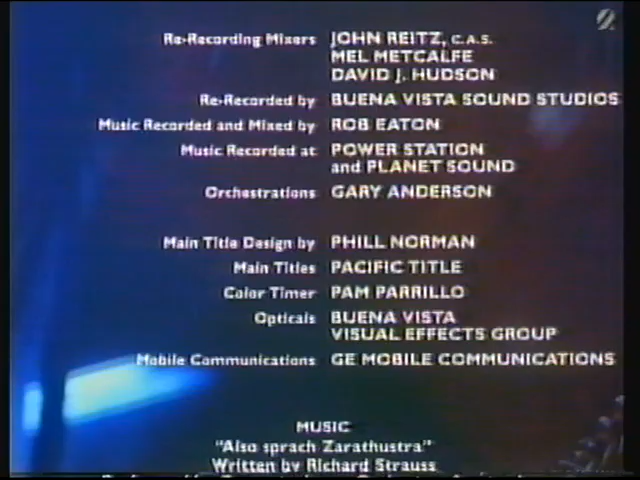 Re-Recording Mixers JOHN REITZ, C.A.S.
MEL METCALFE
DAVID J. HUDSON
Re-Recorded by BUENA VISTA SOUND STUDIOS
Music Recorded and Mixed by ROB EATON
Music Recorded at POWER STATION
and PLANET SOUND
Orchestrations GARY ANDERSON
Main Title Design by PHILL NORMAN
Main Titles PACIFIC TITLE
Color Timer PAM PARRILLO
Opticals BUENA VISTA
VISUAL EFFECTS GROUP
Mobile Communications GE MOBILE COMMUNICATIONS
MUSIC
"Also sprach Zarathustra"
Written by Richard Strauss